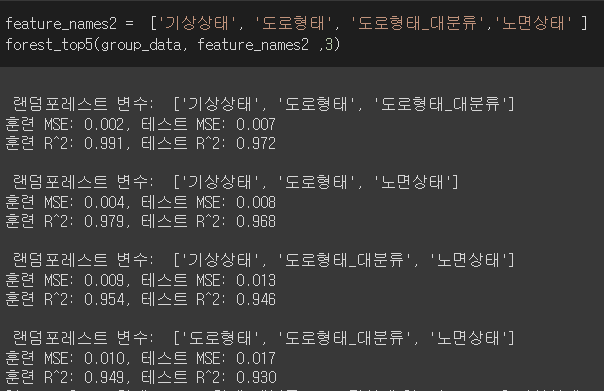 feature_names2 = ['기상상태', '도로형태', '도로형태_대분류','노면상태' ]
forest_top5(group_data, feature_names2 ,3)
랜덤포레스트 변수: ['기상상태', '도로형태', '도로형태_대분류']
훈련 MSE: 0.002, 테스트 MSE: 0.007
훈련 R^2: 0.991, 테스트 R^2: 0.972
랜덤포레스트 변수: ['기상상태', '도로형태', '노면상태']
훈련 MSE: 0.004, 테스트 MSE: 0.008
훈련 R^2: 0.979, 테스트 R^2: 0.968
랜덤포레스트 변수: ['기상상태', '도로형태_대분류', '노면상태']
훈련 MSE: 0.009, 테스트 MSE: 0.013
훈련 R^2: 0.954, 테스트 R^2: 0.946
랜덤포레스트 변수: ['도로형태', '도로형태_대분류', '노면상태']
훈련 MSE: 0.010, 테스트 MSE: 0.017
훈련 R^2: 0.949, 테스트 R^2: 0.930